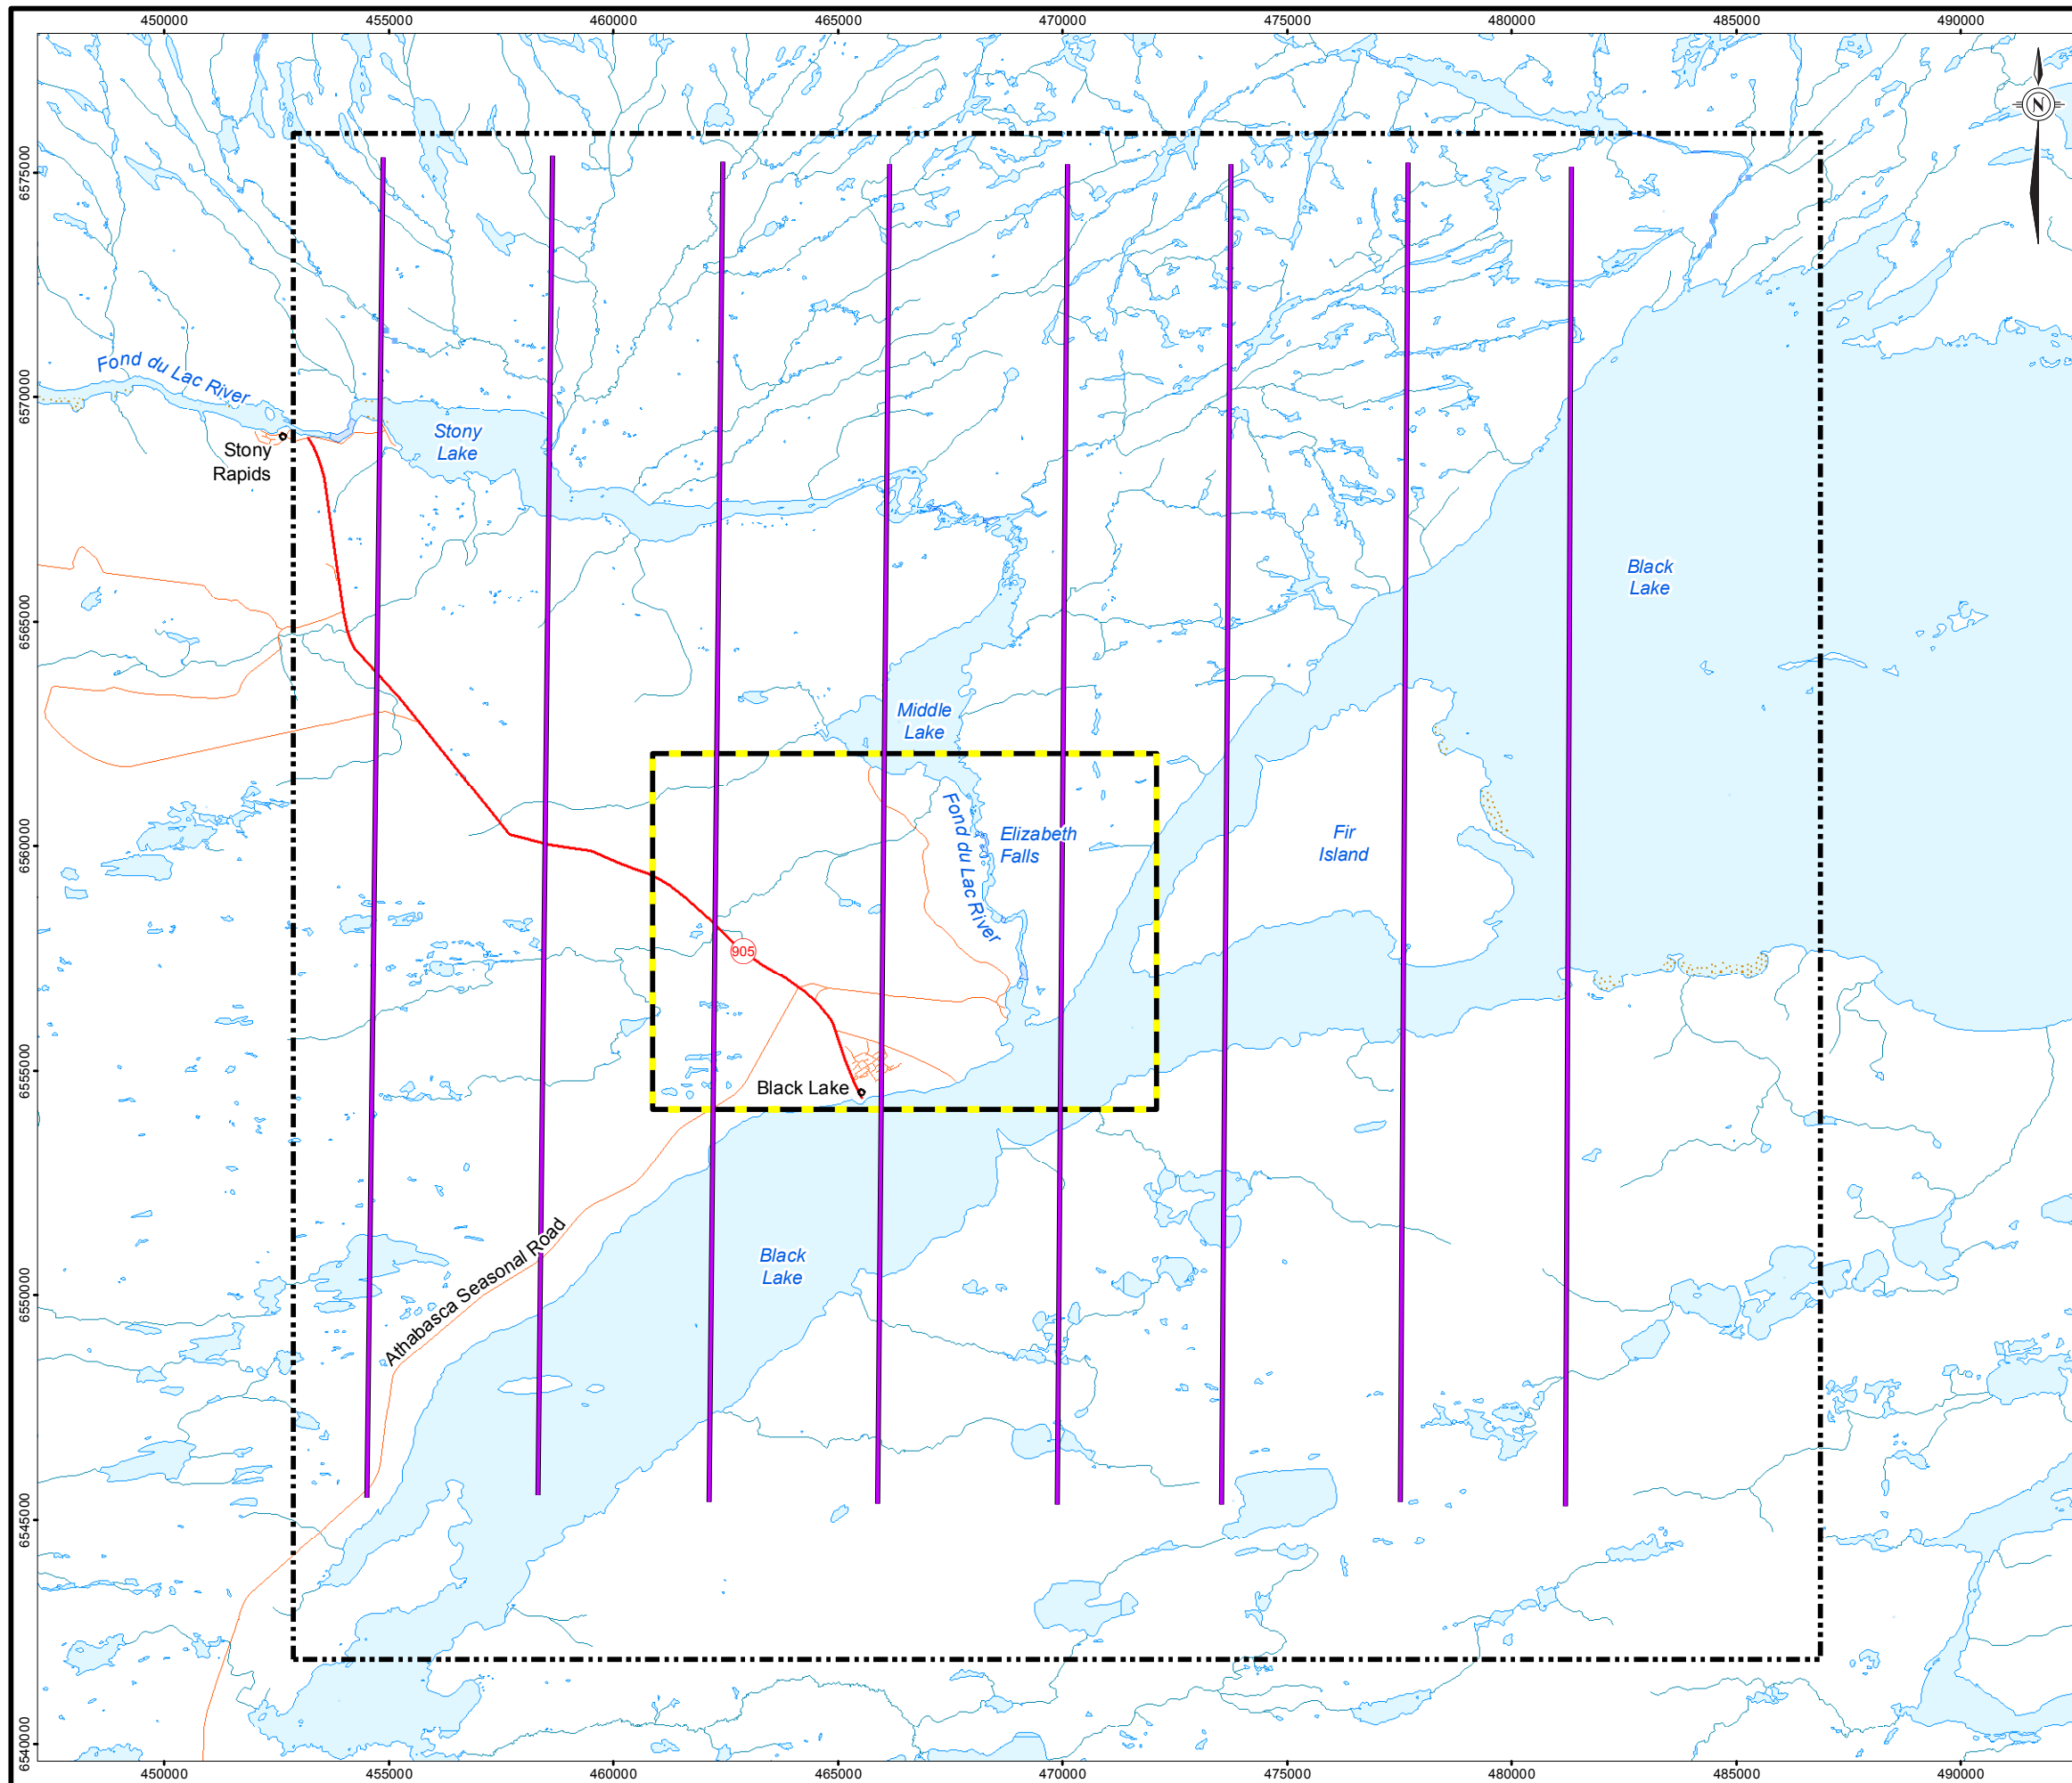 450000 455000 460000 465000 470000 475000 480000 485000 490000
N
6575000
6570000
6565000
6560000
6555000
6550000
6545000
6540000
Fond du Lac River
Stony
Rapids
Stony
Lake
Black
Lake
Middle
Lake
Fond du Lac River
Elizabeth
Falls
Fir
Island
905
Black Lake
Athabasca Seasonal Road
Black
Lake
450000 455000 460000 465000 470000 475000 480000 485000 490000